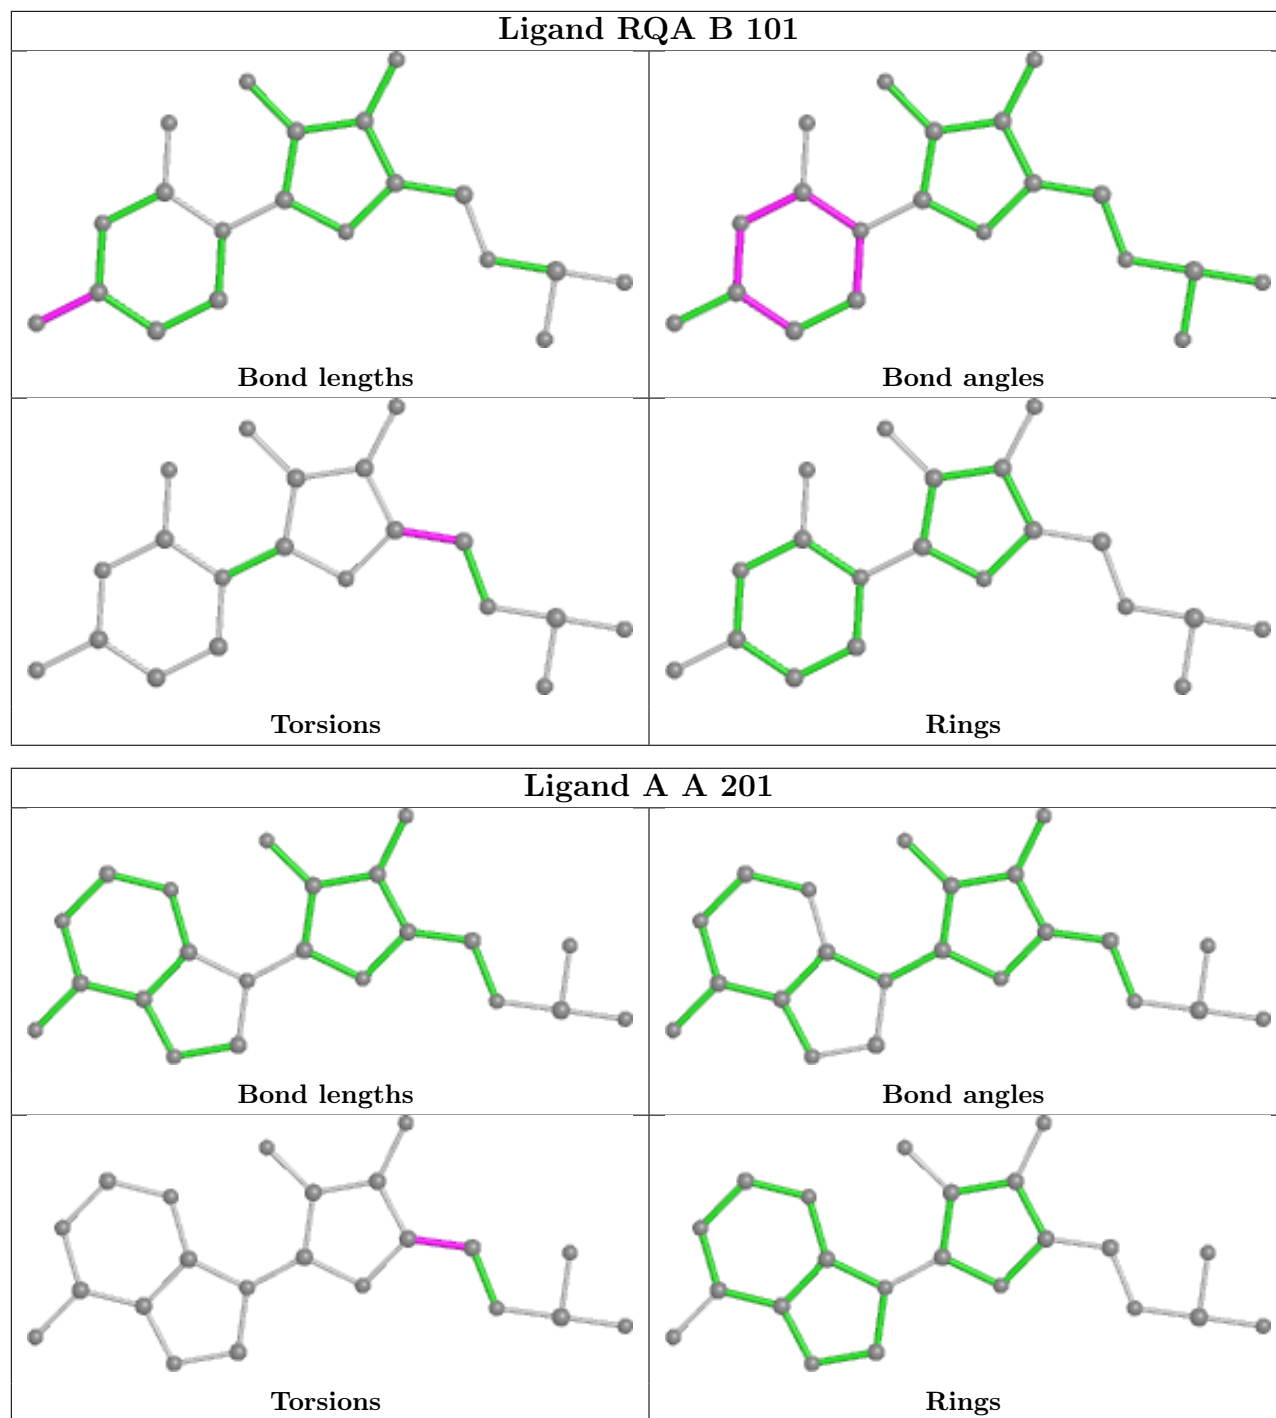 Ligand RQA B 101
Bond lengths
Bond angles
Torsions
Rings
Ligand A A 201
Bond lengths
Bond angles
Torsions
Rings